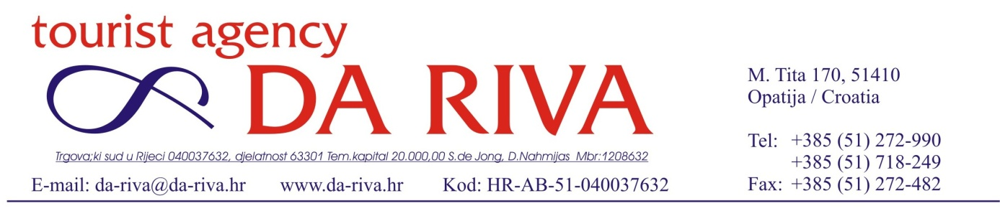 tourist agency
DA RIVA
Trgova;ki sud u Rijeci 040037632, djelatnost 63301 Tem.kapital 20.000,00 S.de Jong, D.Nahmijas Mbr:1208632
E-mail: da-riva@da-riva.hr www.da-riva.hr Kod: HR-AB-51-040037632
M. Tita 170, 51410
Opatija / Croatia
Tel: +385 (51) 272-990
+385 (51) 718-249
Fax: +385 (51) 272-482